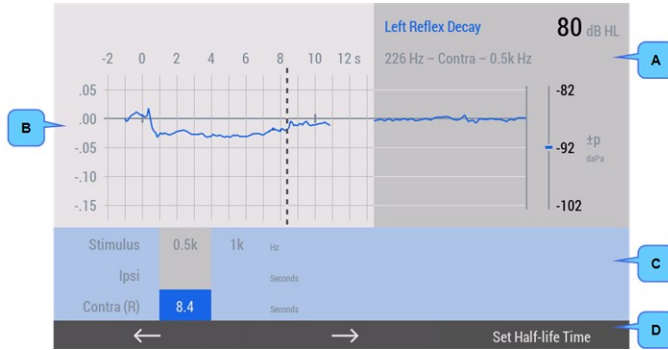 Left Reflex Decay 80 dB HL
226 Hz – Contra – 0.5k Hz
A
-2 0 2 4 6 8 10 12 s
.05
.00
-.05
-.10
-.15
B
-82
-92
-102
±p
daPa
Stimulus 0.5k 1k Hz
Ipsi Seconds
Contra (R) 8.4 Seconds
C
← → Set Half-life Time
D